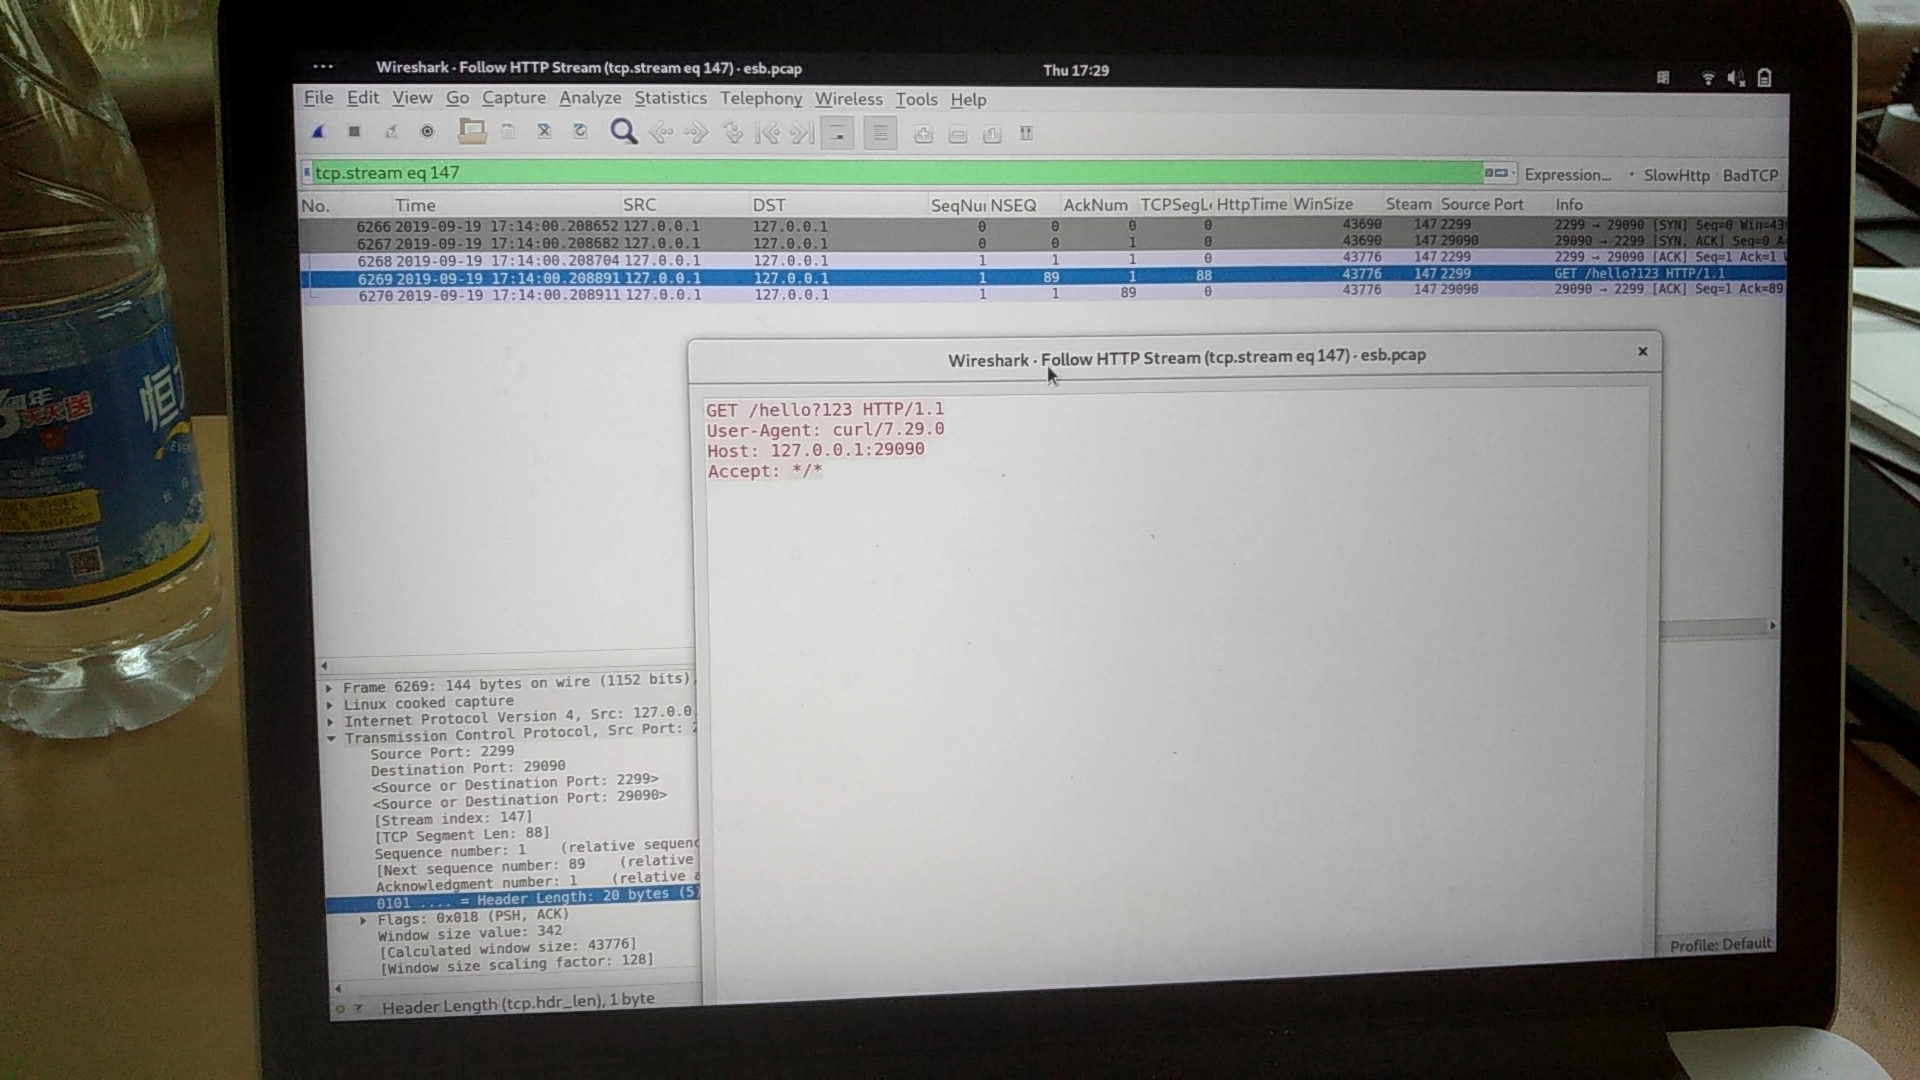 Wireshark · Follow HTTP Stream (tcp.stream eq 147) · esb.pcap
Thu 17:29
File Edit View Go Capture Analyze Statistics Telephony Wireless Tools Help
tcp.stream eq 147
Expression... + SlowHttp BadTCP
No. Time SRC DST SeqNu NSEQ AckNum TCPSegL HttpTime WinSize Steam Source Port Info
6266 2019-09-19 17:14:00.208652 127.0.0.1 127.0.0.1 0 0 0 0 43690 147 2299 2299 → 29090 [SYN] Seq=0 Win=43
6267 2019-09-19 17:14:00.208682 127.0.0.1 127.0.0.1 0 0 1 0 43690 147 29090 29090 → 2299 [SYN, ACK] Seq=0 A
6268 2019-09-19 17:14:00.208704 127.0.0.1 127.0.0.1 1 1 1 0 43776 147 2299 2299 → 29090 [ACK] Seq=1 Ack=1
6269 2019-09-19 17:14:00.208891 127.0.0.1 127.0.0.1 1 89 1 88 43776 147 2299 GET /hello?123 HTTP/1.1
6270 2019-09-19 17:14:00.208911 127.0.0.1 127.0.0.1 1 1 89 0 43776 147 29090 29090 → 2299 [ACK] Seq=1 Ack=89
Wireshark · Follow HTTP Stream (tcp.stream eq 147) · esb.pcap
GET /hello?123 HTTP/1.1
User-Agent: curl/7.29.0
Host: 127.0.0.1:29090
Accept: */*
Frame 6269: 144 bytes on wire (1152 bits),
Linux cooked capture
Internet Protocol Version 4, Src: 127.0.0
Transmission Control Protocol, Src Port: 2
Source Port: 2299
Destination Port: 29090
<Source or Destination Port: 2299>
<Source or Destination Port: 29090>
[Stream index: 147]
[TCP Segment Len: 88]
Sequence number: 1 (relative sequenc
[Next sequence number: 89 (relative
Acknowledgment number: 1 (relative a
0101 .... = Header Length: 20 bytes (5)
Flags: 0x018 (PSH, ACK)
Window size value: 342
[Calculated window size: 43776]
[Window size scaling factor: 128]
Header Length (tcp.hdr_len), 1 byte
Profile: Default
周年
天天送
恒